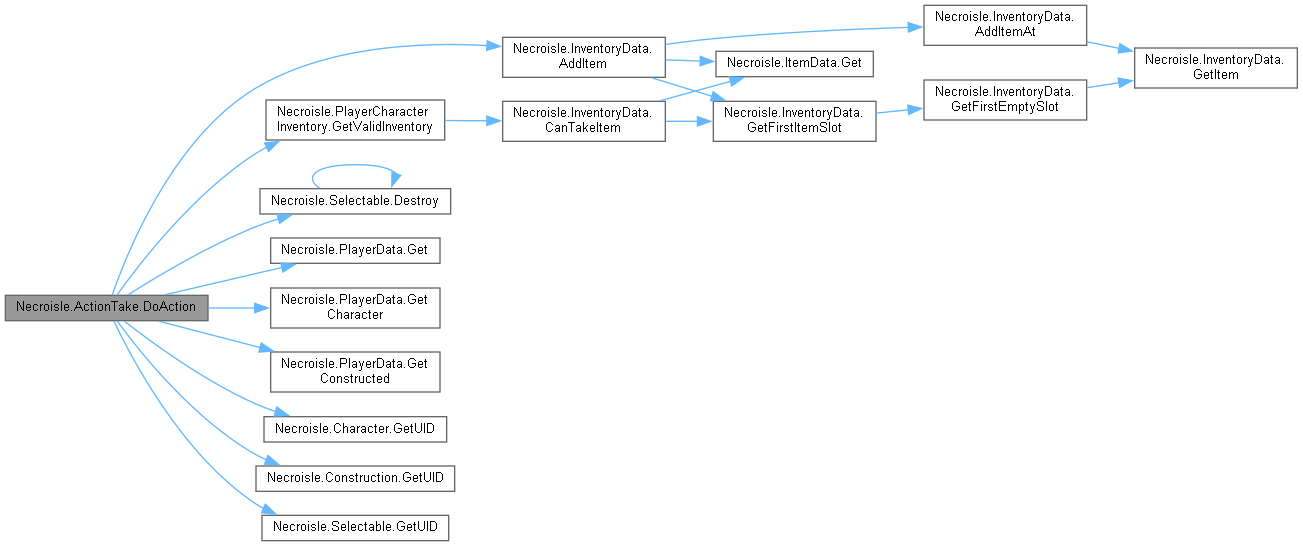 Necroisle.ActionTake.DoAction
Necroisle.InventoryData.
AddItem
Necroisle.PlayerCharacter
Inventory.GetValidInventory
Necroisle.Selectable.Destroy
Necroisle.PlayerData.Get
Necroisle.PlayerData.Get
Character
Necroisle.PlayerData.Get
Constructed
Necroisle.Character.GetUID
Necroisle.Construction.GetUID
Necroisle.Selectable.GetUID
Necroisle.InventoryData.
CanTakeItem
Necroisle.ItemData.Get
Necroisle.InventoryData.
GetFirstItemSlot
Necroisle.InventoryData.
AddItemAt
Necroisle.InventoryData.
GetFirstEmptySlot
Necroisle.InventoryData.
GetItem